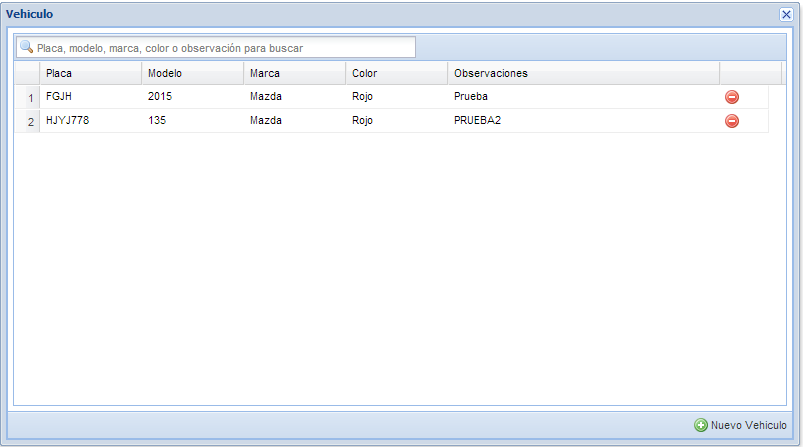 Vehiculo
Placa, modelo, marca, color o observación para buscar
Placa Modelo Marca Color Observaciones
1 FGJH 2015 Mazda Rojo Prueba
2 HJYJ778 135 Mazda Rojo PRUEBA2
Nuevo Vehiculo